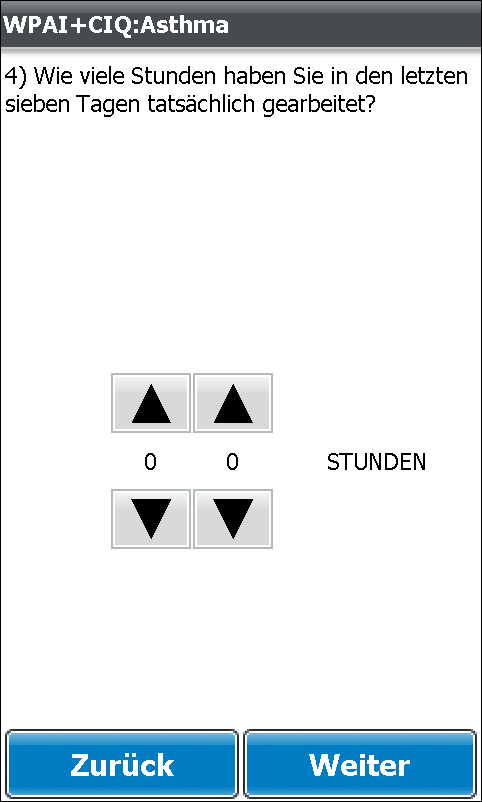 WPAI+CIQ:Asthma
4) Wie viele Stunden haben Sie in den letzten
sieben Tagen tatsächlich gearbeitet?
0 0 STUNDEN
Zurück Weiter